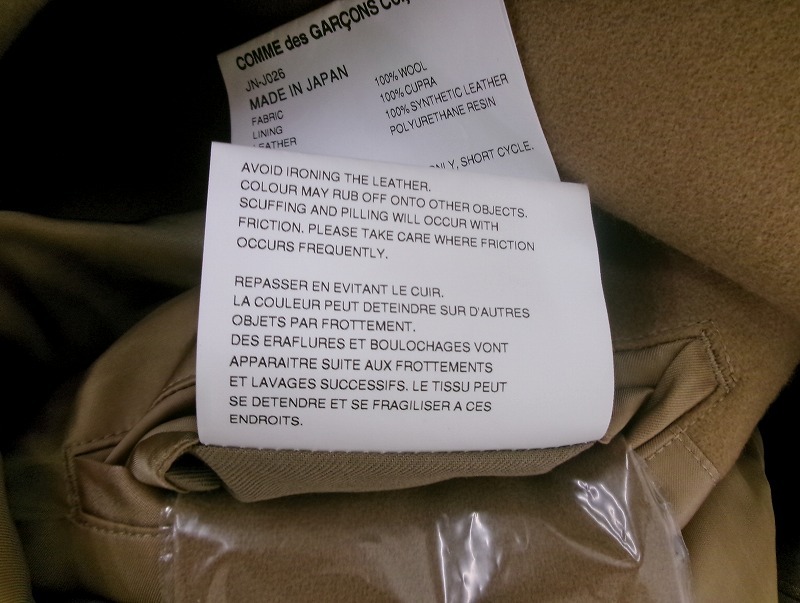 COMME des GARÇONS
JN-J026
MADE IN JAPAN
FABRIC 100% WOOL
LINING 100% CUPRA
LEATHER 100% SYNTHETIC LEATHER
POLYURETHANE RESIN
ONLY, SHORT CYCLE.
AVOID IRONING THE LEATHER.
COLOUR MAY RUB OFF ONTO OTHER OBJECTS.
SCUFFING AND PILLING WILL OCCUR WITH
FRICTION. PLEASE TAKE CARE WHERE FRICTION
OCCURS FREQUENTLY.
REPASSER EN EVITANT LE CUIR.
LA COULEUR PEUT DETEINDRE SUR D'AUTRES
OBJETS PAR FROTTEMENT.
DES ERAFLURES ET BOULOCHAGES VONT
APPARAITRE SUITE AUX FROTTEMENTS
ET LAVAGES SUCCESSIFS. LE TISSU PEUT
SE DETENDRE ET SE FRAGILISER A CES
ENDROITS.